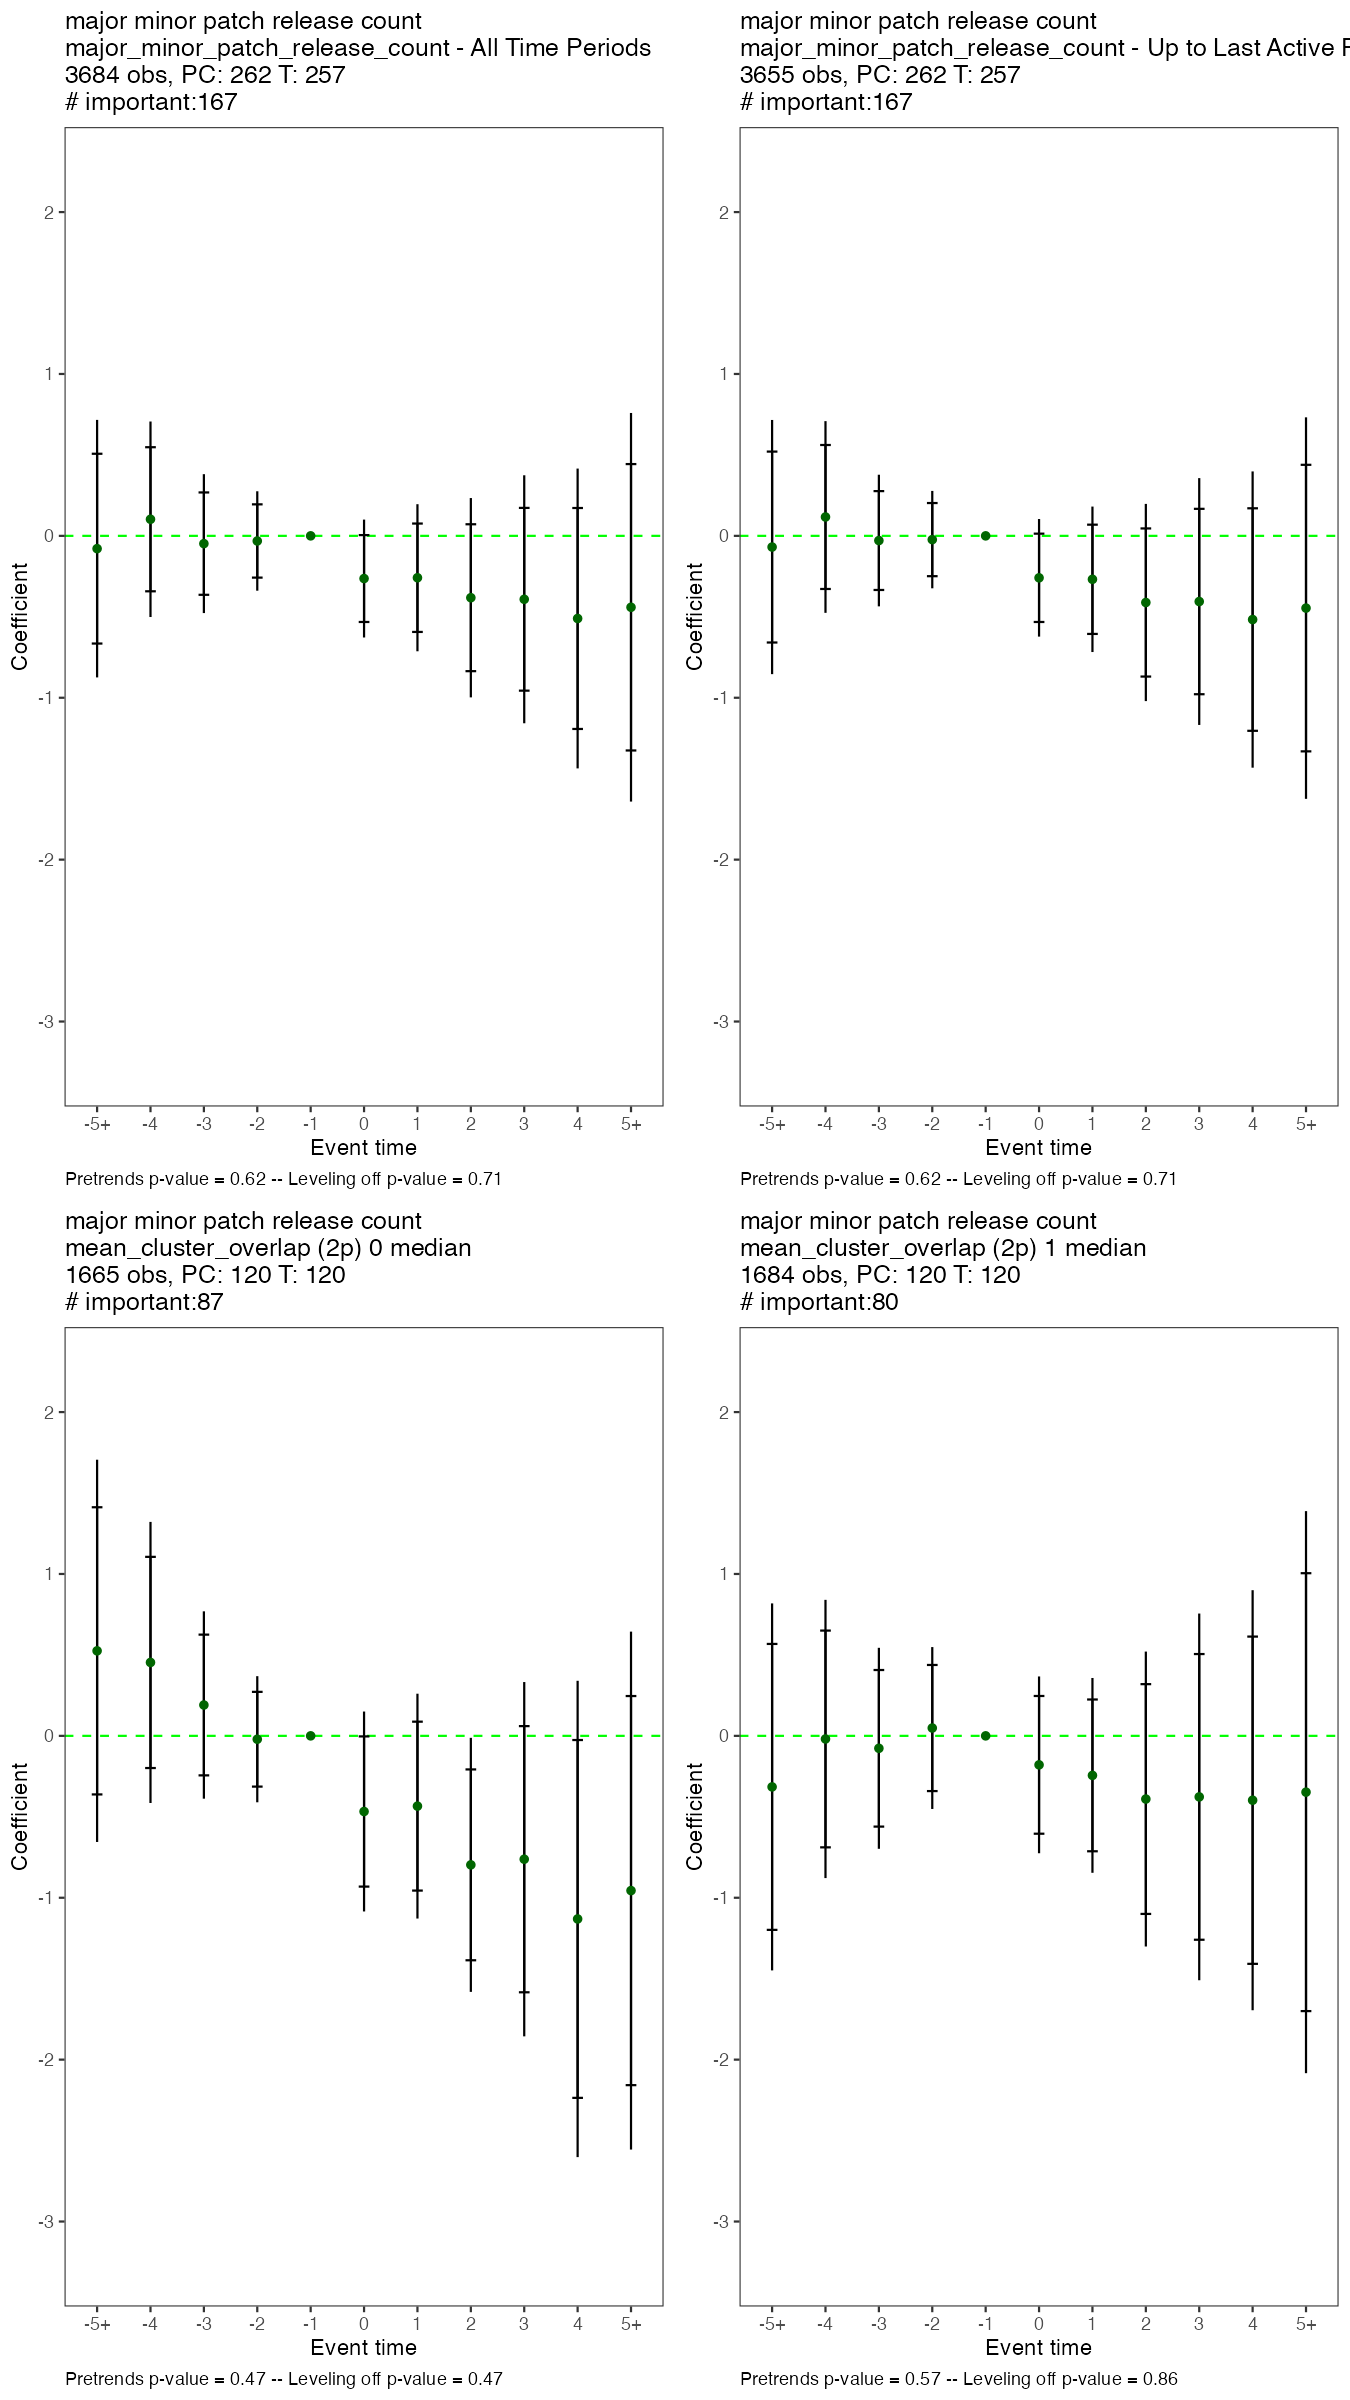 major minor patch release count
major_minor_patch_release_count - All Time Periods
3684 obs, PC: 262 T: 257
# important:167
2
1
0
-1
-2
-3
Coefficient
-5+ -4 -3 -2 -1 0 1 2 3 4 5+
Event time
Pretrends p-value = 0.62 -- Leveling off p-value = 0.71
major minor patch release count
major_minor_patch_release_count - Up to Last Active
3655 obs, PC: 262 T: 257
# important:167
2
1
0
-1
-2
-3
Coefficient
-5+ -4 -3 -2 -1 0 1 2 3 4 5+
Event time
Pretrends p-value = 0.62 -- Leveling off p-value = 0.71
major minor patch release count
mean_cluster_overlap (2p) 0 median
1665 obs, PC: 120 T: 120
# important:87
2
1
0
-1
-2
-3
Coefficient
-5+ -4 -3 -2 -1 0 1 2 3 4 5+
Event time
Pretrends p-value = 0.47 -- Leveling off p-value = 0.47
major minor patch release count
mean_cluster_overlap (2p) 1 median
1684 obs, PC: 120 T: 120
# important:80
2
1
0
-1
-2
-3
Coefficient
-5+ -4 -3 -2 -1 0 1 2 3 4 5+
Event time
Pretrends p-value = 0.57 -- Leveling off p-value = 0.86